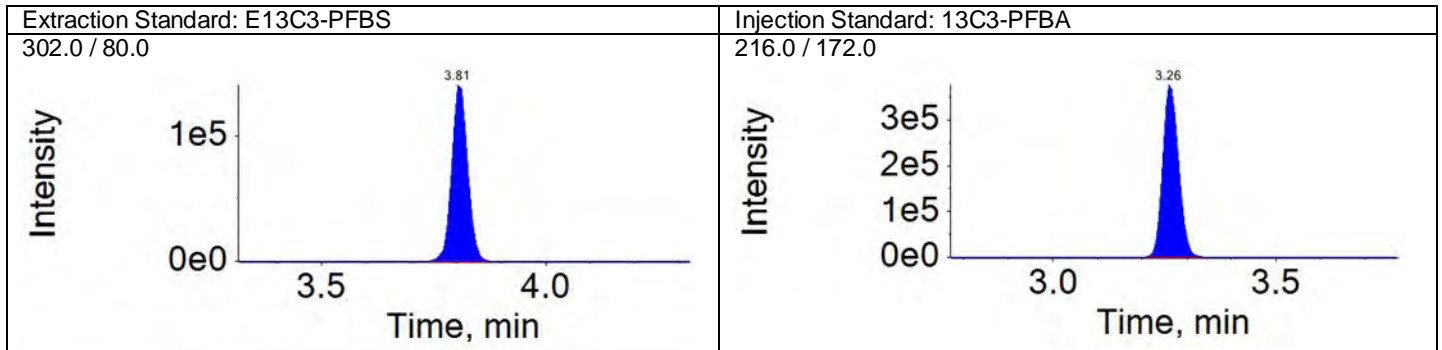 Extraction Standard: E13C3-PFBS
302.0 / 80.0
3.81
Intensity
1e5
0e0
3.5 4.0
Time, min
Injection Standard: 13C3-PFBA
216.0 / 172.0
3.26
Intensity
3e5
2e5
1e5
0e0
3.0 3.5
Time, min